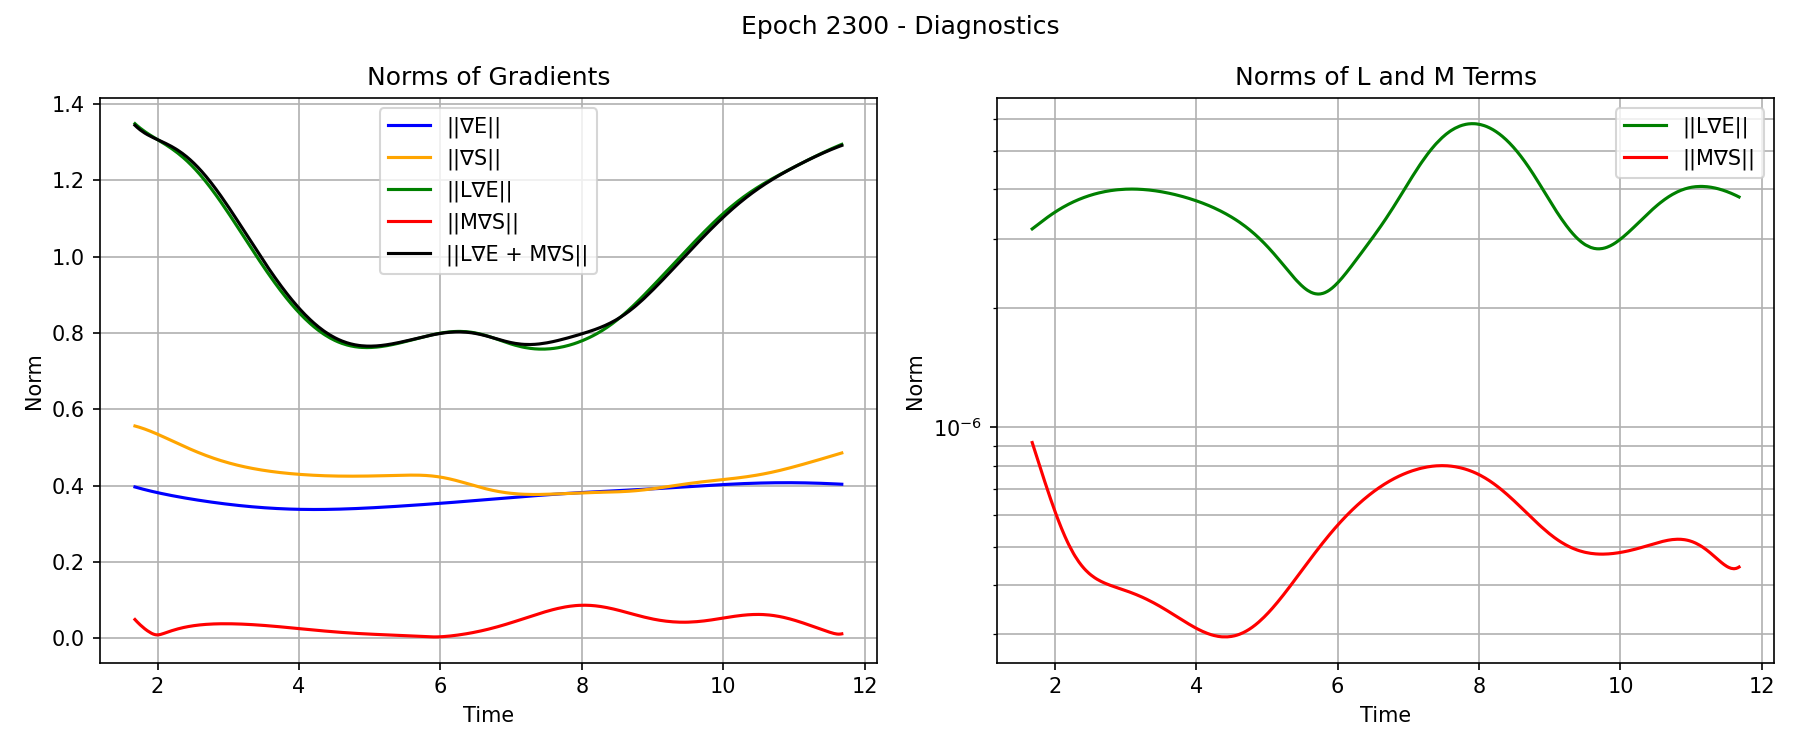 Epoch 2300 - Diagnostics
Norms of Gradients
1.4
1.2
1.0
0.8
0.6
0.4
0.2
0.0
Norm
||∇E||
||∇S||
||L∇E||
||M∇S||
||L∇E + M∇S||
2 4 6 8 10 12
Time
Norms of L and M Terms
10⁻⁶
Norm
||L∇E||
||M∇S||
2 4 6 8 10 12
Time